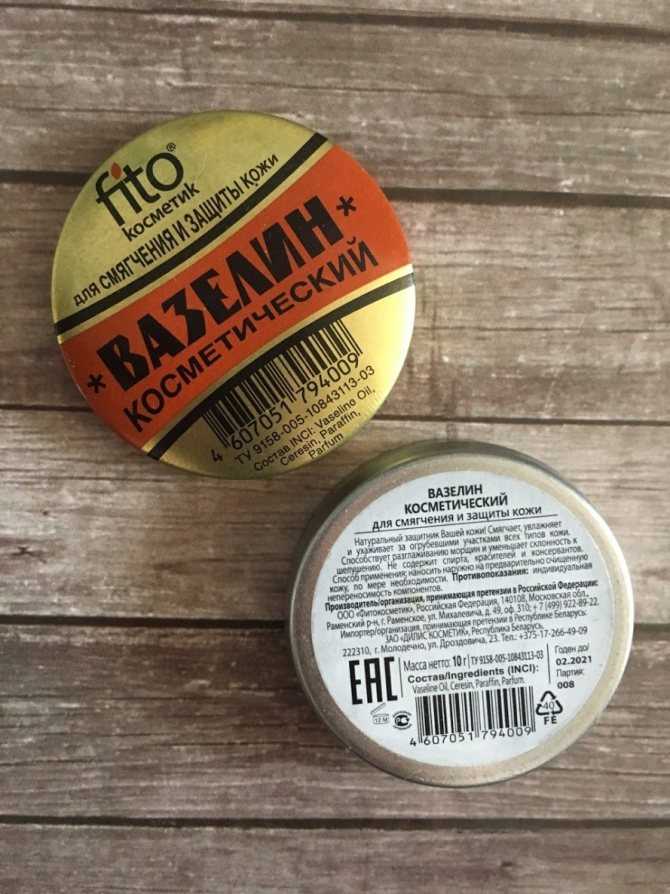 fito®
косметик
для СМЯГЧЕНИЯ И ЗАЩИТЫ КОЖИ
* ВАЗЕЛИН *
КОСМЕТИЧЕСКИЙ
4 607051 794009
ТУ 9158-005-10843113-03
Состав INCI: Vaseline Oil,
Ceresin, Paraffin,
Parfum
ВАЗЕЛИН
КОСМЕТИЧЕСКИЙ
для смягчения и защиты кожи
Натуральный защитник Вашей кожи! Смягчает, увлажняет
и ухаживает за огрубевшими участками всех типов кожи.
Способствует разглаживанию морщин и уменьшает склонность к
шелушению. Не содержит спирта, красителей и консервантов.
Способ применения: наносить наружно на предварительно очищенную
кожу, по мере необходимости. Противопоказания: индивидуальная
непереносимость компонентов.
Производитель/организация, принимающая претензии в Российской Федерации:
ООО «Фитокосметик», Российская Федерация, 140108, Московская обл.,
Раменский р-н, г. Раменское, ул. Михалевича, д. 49, оф. 310; +7 (499) 922-89-22.
Импортер/организация, принимающая претензии в Республике Беларусь:
ЗАО «ДИЛИС КОСМЕТИК», Республика Беларусь,
222310, г. Молодечно, ул. Дроздовича, 23. Тел.: +375-17-266-49-09
EAC
Масса нетто: 10 г
ТУ 9158-005-10843113-03
Состав/Ingredients (INCI):
Vaseline Oil, Ceresin, Paraffin, Parfum.
Годен до/
02.2021
Партия:
008
12 M
4 607051 794009
40
FE